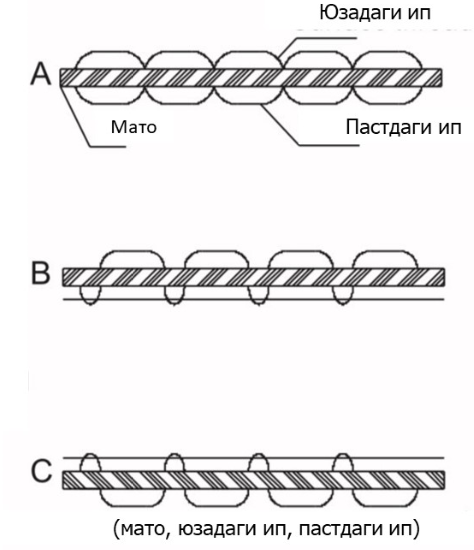 Юзадаги ип
A
Мато
Пастдаги ип
B
C
(мато, юзадаги ип, пастдаги ип)